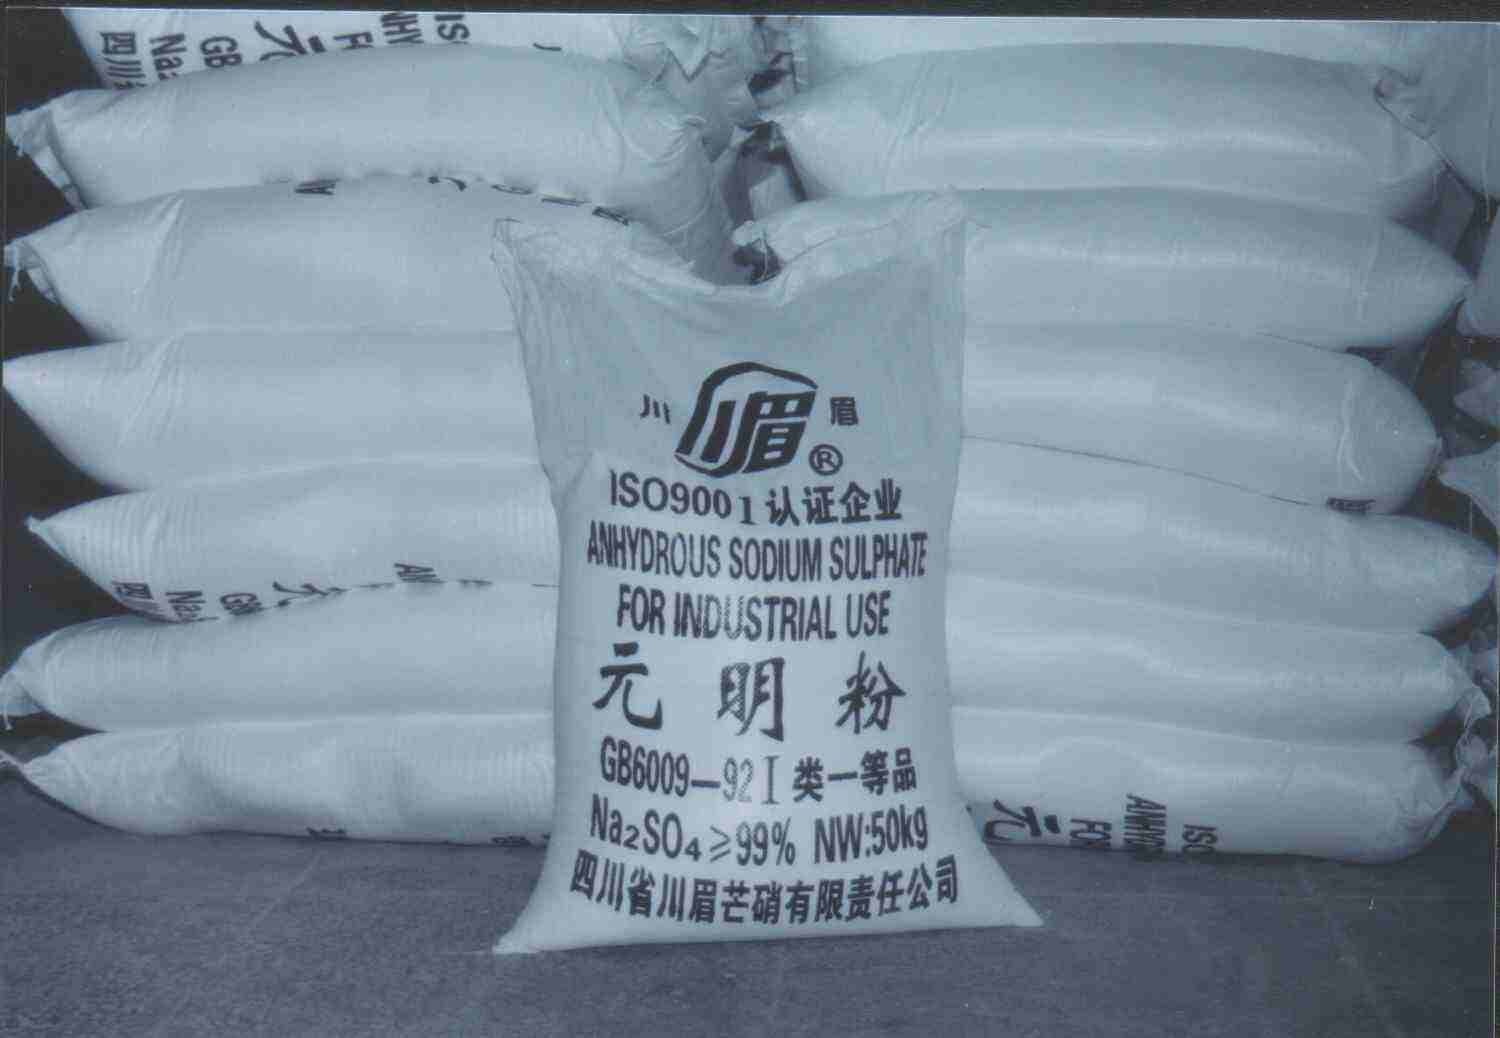 川 川眉 眉
®
ISO9001认证企业
ANHYDROUS SODIUM SULPHATE
FOR INDUSTRIAL USE
元明粉
GB6009—92 I 类一等品
Na₂SO₄≥99% NW:50kg
四川省川眉芒硝有限责任公司